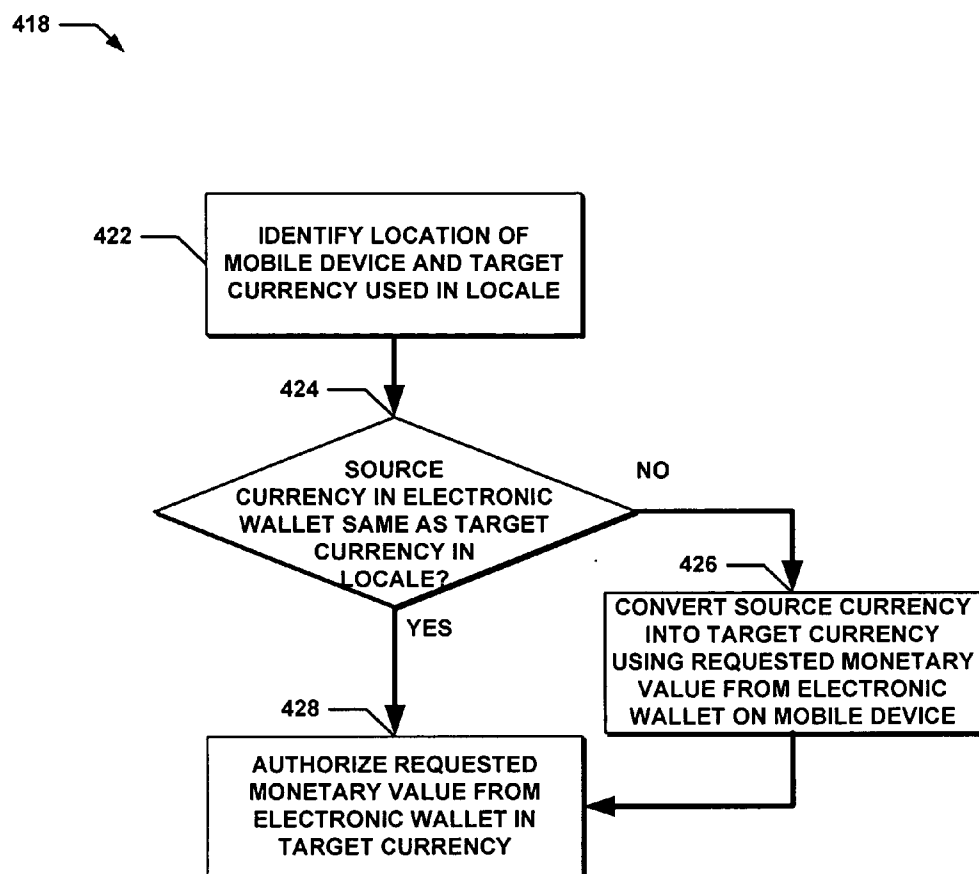 418
422
IDENTIFY LOCATION OF
MOBILE DEVICE AND TARGET
CURRENCY USED IN LOCALE
424
SOURCE
CURRENCY IN ELECTRONIC
WALLET SAME AS TARGET
CURRENCY IN
LOCALE?
NO
YES
426
CONVERT SOURCE CURRENCY
INTO TARGET CURRENCY
USING REQUESTED MONETARY
VALUE FROM ELECTRONIC
WALLET ON MOBILE DEVICE
428
AUTHORIZE REQUESTED
MONETARY VALUE FROM
ELECTRONIC WALLET IN
TARGET CURRENCY